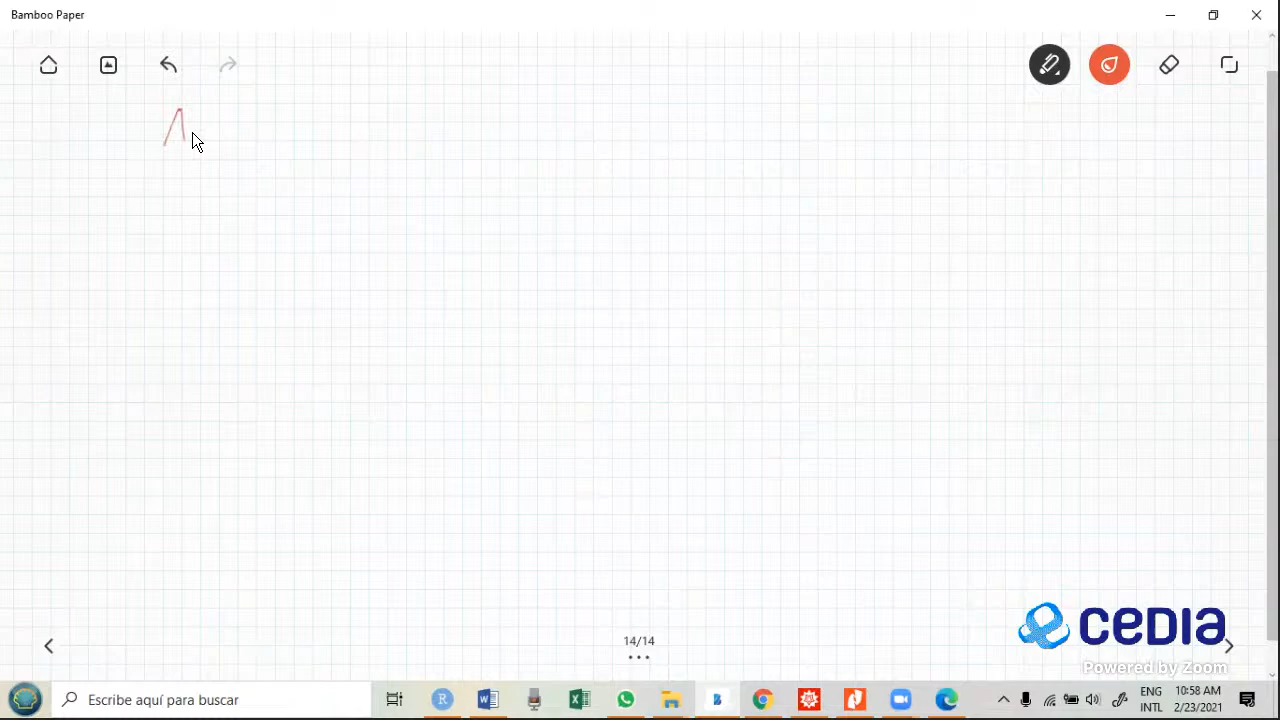 Bamboo Paper
14/14
CEDIA
Powered by Zoom
Escribe aquí para buscar
R
W
X
B
ENG
INTL
10:58 AM
2/23/2021